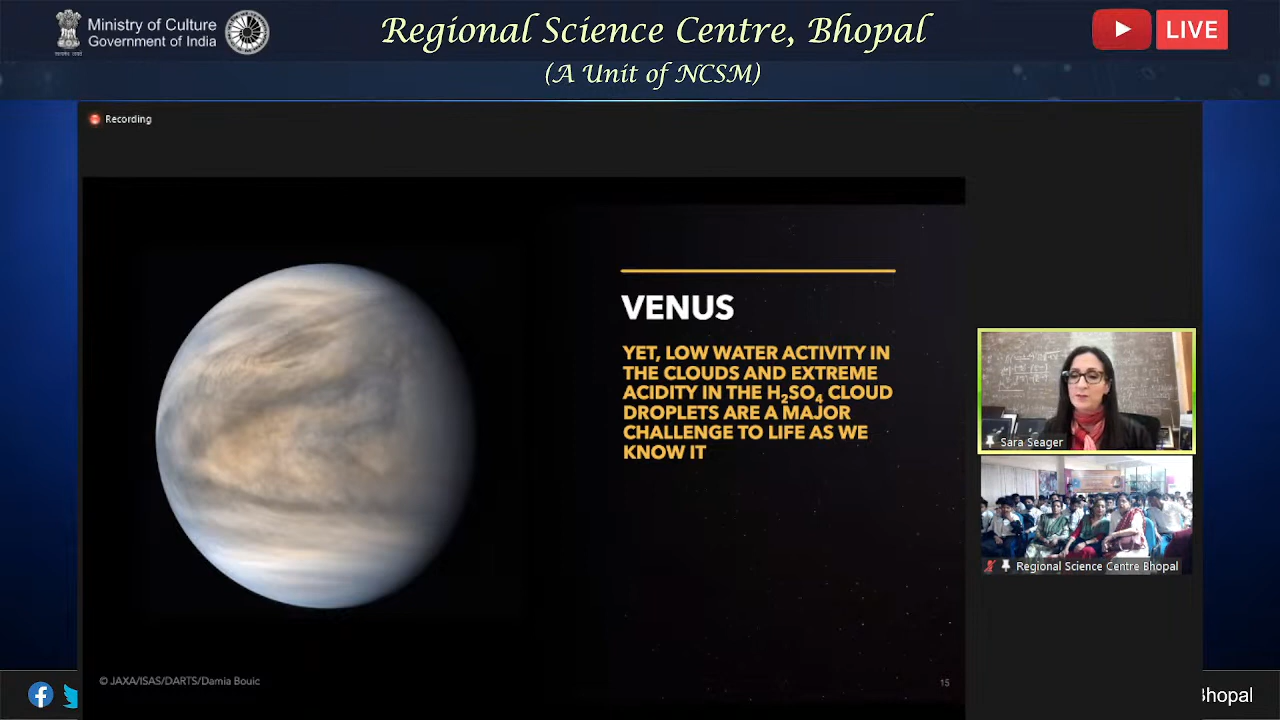 Ministry of Culture
Government of India
Regional Science Centre, Bhopal
(A Unit of NCSM)
LIVE
Recording
VENUS
YET, LOW WATER ACTIVITY IN
THE CLOUDS AND EXTREME
ACIDITY IN THE H₂SO₄ CLOUD
DROPLETS ARE A MAJOR
CHALLENGE TO LIFE AS WE
KNOW IT
Sara Seager
Regional Science Centre Bhopal
© JAXA/ISAS/DARTS/Damia Bouic
15